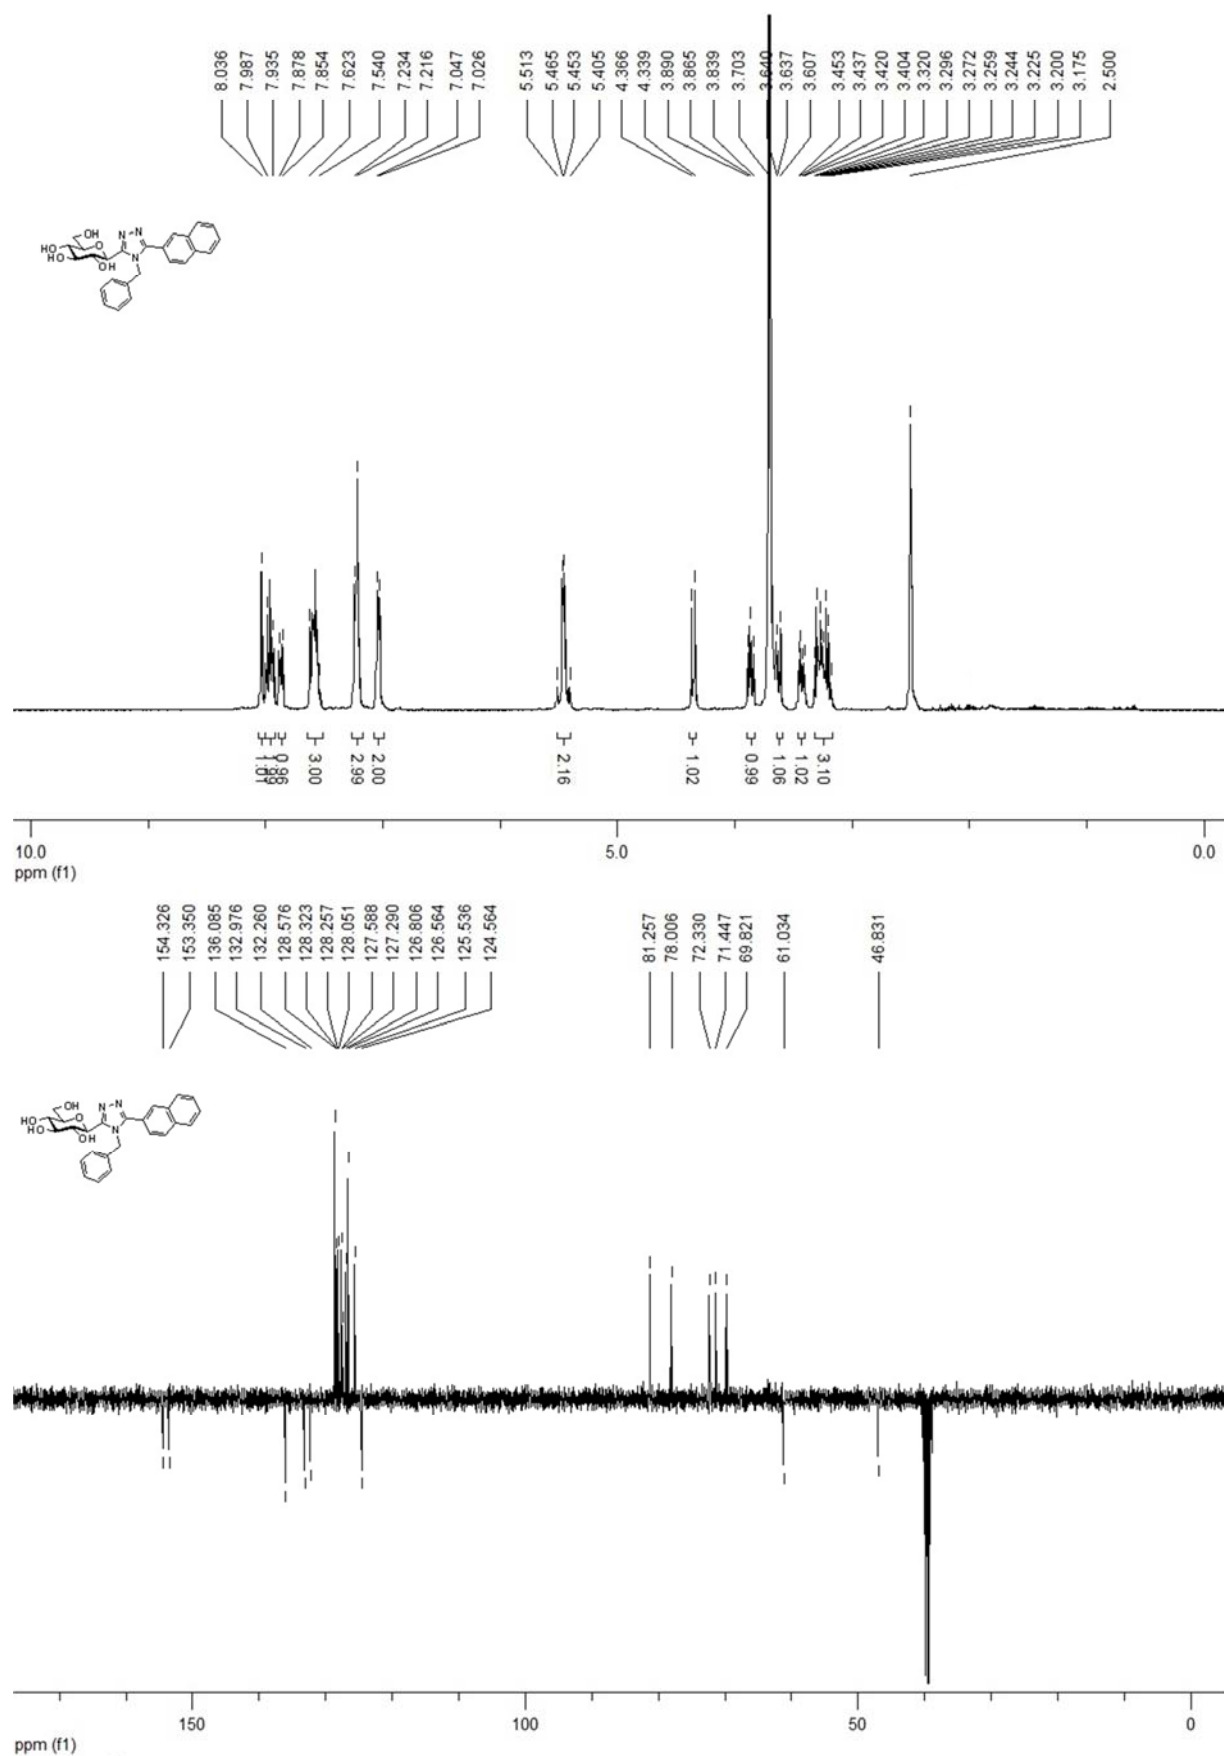 8.036 7.987 7.935 7.878 7.854 7.623 7.540 7.234 7.216 7.047 7.026 5.513 5.465 5.453 5.405 4.366 4.339 3.890 3.865 3.839 3.703 3.640 3.637 3.607 3.453 3.437 3.420 3.404 3.320 3.296 3.272 3.259 3.244 3.225 3.200 3.175 2.500
OH N N
HO O
HO OH N
1.01 0.96 3.00 2.99 2.00 2.16 1.02 0.99 1.06 1.02 3.10
10.0 5.0 0.0
ppm (f1)
154.326 153.350 136.085 132.976 132.260 128.576 128.323 128.257 128.051 127.588 127.290 126.806 126.564 125.536 124.564 81.257 78.006 72.330 71.447 69.821 61.034 46.831
OH N N
HO O
HO OH N
150 100 50 0
ppm (f1)